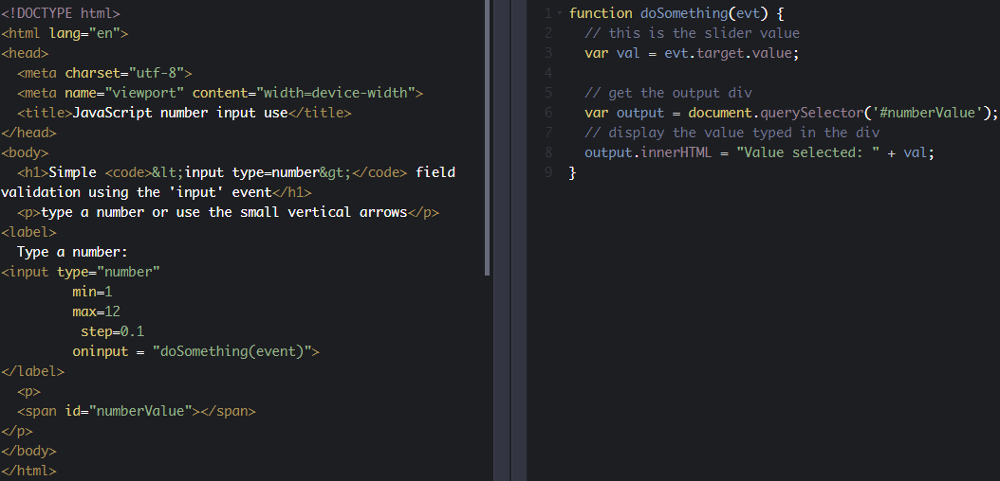 <!DOCTYPE html>
<html lang="en">
<head>
  <meta charset="utf-8">
  <meta name="viewport" content="width=device-width">
  <title>JavaScript number input use</title>
</head>
<body>
  <h1>Simple <code>&lt;input type=number&gt;</code> field
validation using the 'input' event</h1>
  <p>type a number or use the small vertical arrows</p>
<label>
  Type a number:
<input type="number"
         min=1
         max=12
          step=0.1
         oninput = "doSomething(event)">
</label>
  <p>
  <span id="numberValue"></span>
</p>
</body>
</html>
1 function doSomething(evt) {
2   // this is the slider value
3   var val = evt.target.value;
4
5   // get the output div
6   var output = document.querySelector('#numberValue');
7   // display the value typed in the div
8   output.innerHTML = "Value selected: " + val;
9 }